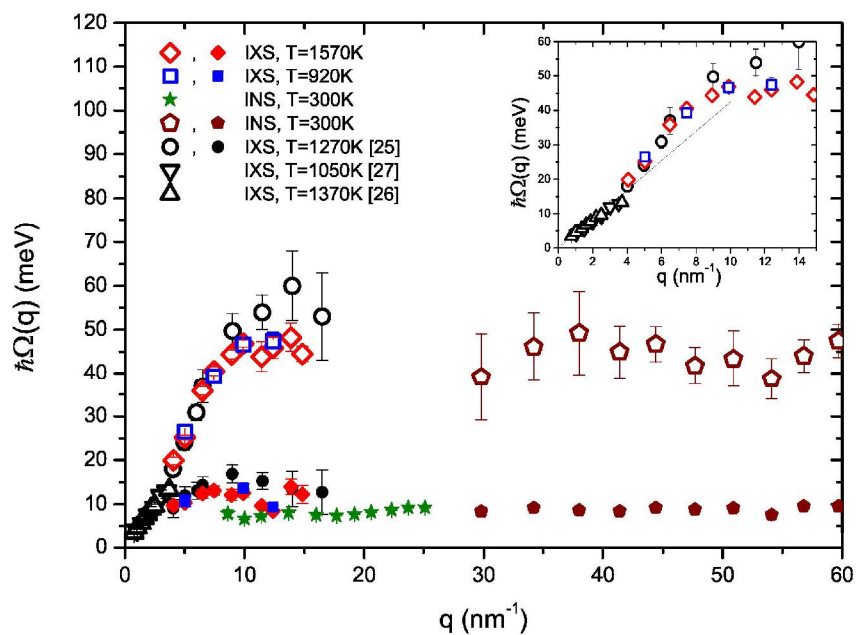 120
110
100
90
80
70
60
50
40
30
20
10
0
ℏΩ(q) (meV)
0 10 20 30 40 50 60
q (nm⁻¹)
, IXS, T=1570K
, IXS, T=920K
INS, T=300K
, INS, T=300K
, IXS, T=1270K [25]
IXS, T=1050K [27]
IXS, T=1370K [26]
60
50
40
30
20
10
0
ℏΩ(q) (meV)
0 2 4 6 8 10 12 14
q (nm⁻¹)